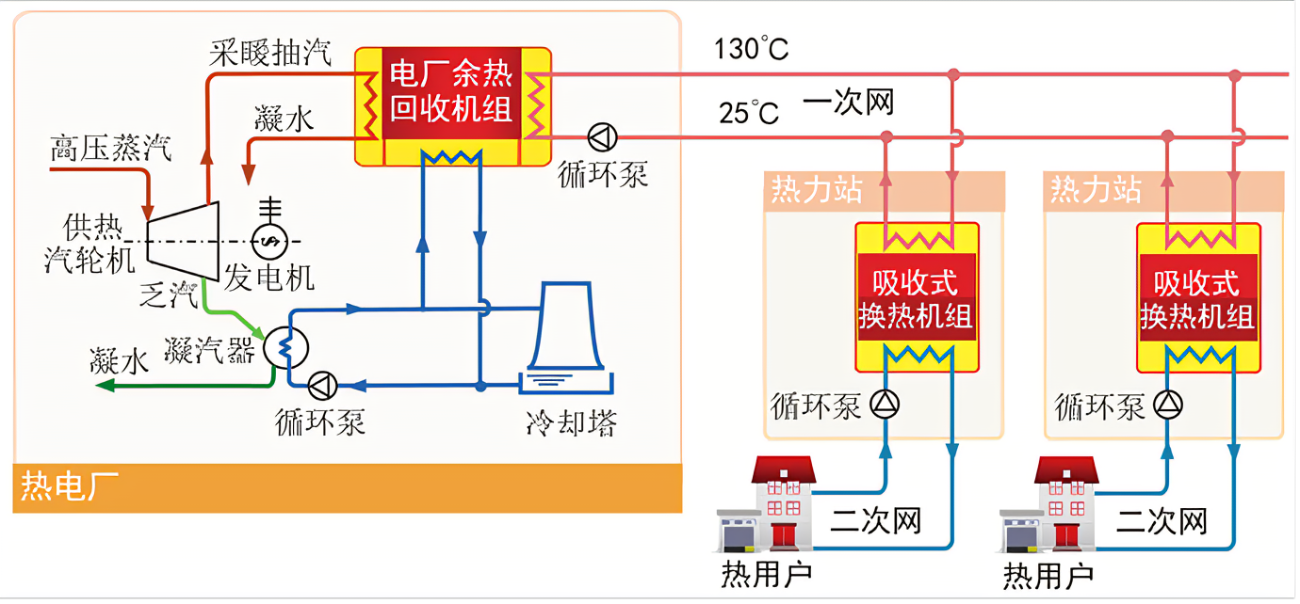 采暖抽汽
电厂余热
回收机组
130℃
25℃
一次网
凝水
高压蒸汽
循环泵
供热
汽轮机
发电机
乏汽
凝汽器
凝水
循环泵
冷却塔
热电厂
热力站
吸收式
换热机组
循环泵
二次网
热用户
热力站
吸收式
换热机组
循环泵
二次网
热用户